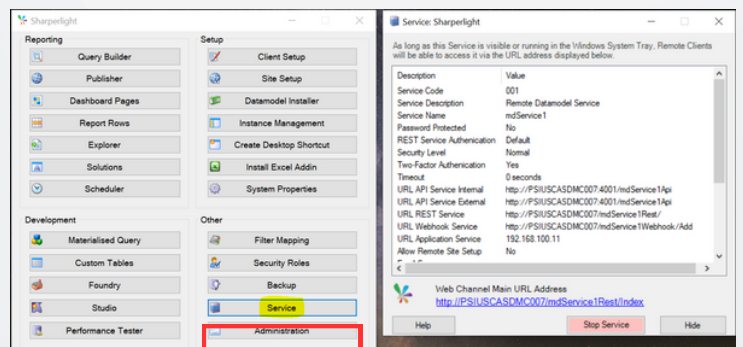 Sharperlight
Reporting
Query Builder
Publisher
Dashboard Pages
Report Rows
Explorer
Solutions
Scheduler
Setup
Client Setup
Site Setup
Datamodel Installer
Instance Management
Create Desktop Shortcut
Install Excel Addin
System Properties
Development
Materialised Query
Custom Tables
Foundry
Studio
Performance Tester
Other
Filter Mapping
Security Roles
Backup
Service
Administration
Service: Sharperlight
As long as this Service is visible or running in the Windows System Tray, Remote Clients
will be able to access it via the URL address displayed below.
Description Value
Service Code 001
Service Description Remote Datamodel Service
Service Name mdService1
Password Protected No
REST Service Authenication Default
Security Level Normal
Two-Factor Authenication Yes
Timeout 0 seconds
URL API Service Internal http://PSIUSCASDMC007:4001/mdService1Api
URL API Service External http://PSIUSCASDMC007:4001/mdService1Api
URL REST Service http://PSIUSCASDMC007/mdService1Rest/
URL Webhook Service http://PSIUSCASDMC007/mdService1Webhook/Add
URL Application Service 192.168.100.11
Allow Remote Site Setup No
Web Channel Main URL Address
http://PSIUSCASDMC007/mdService1Rest/Index
Help
Stop Service
Hide